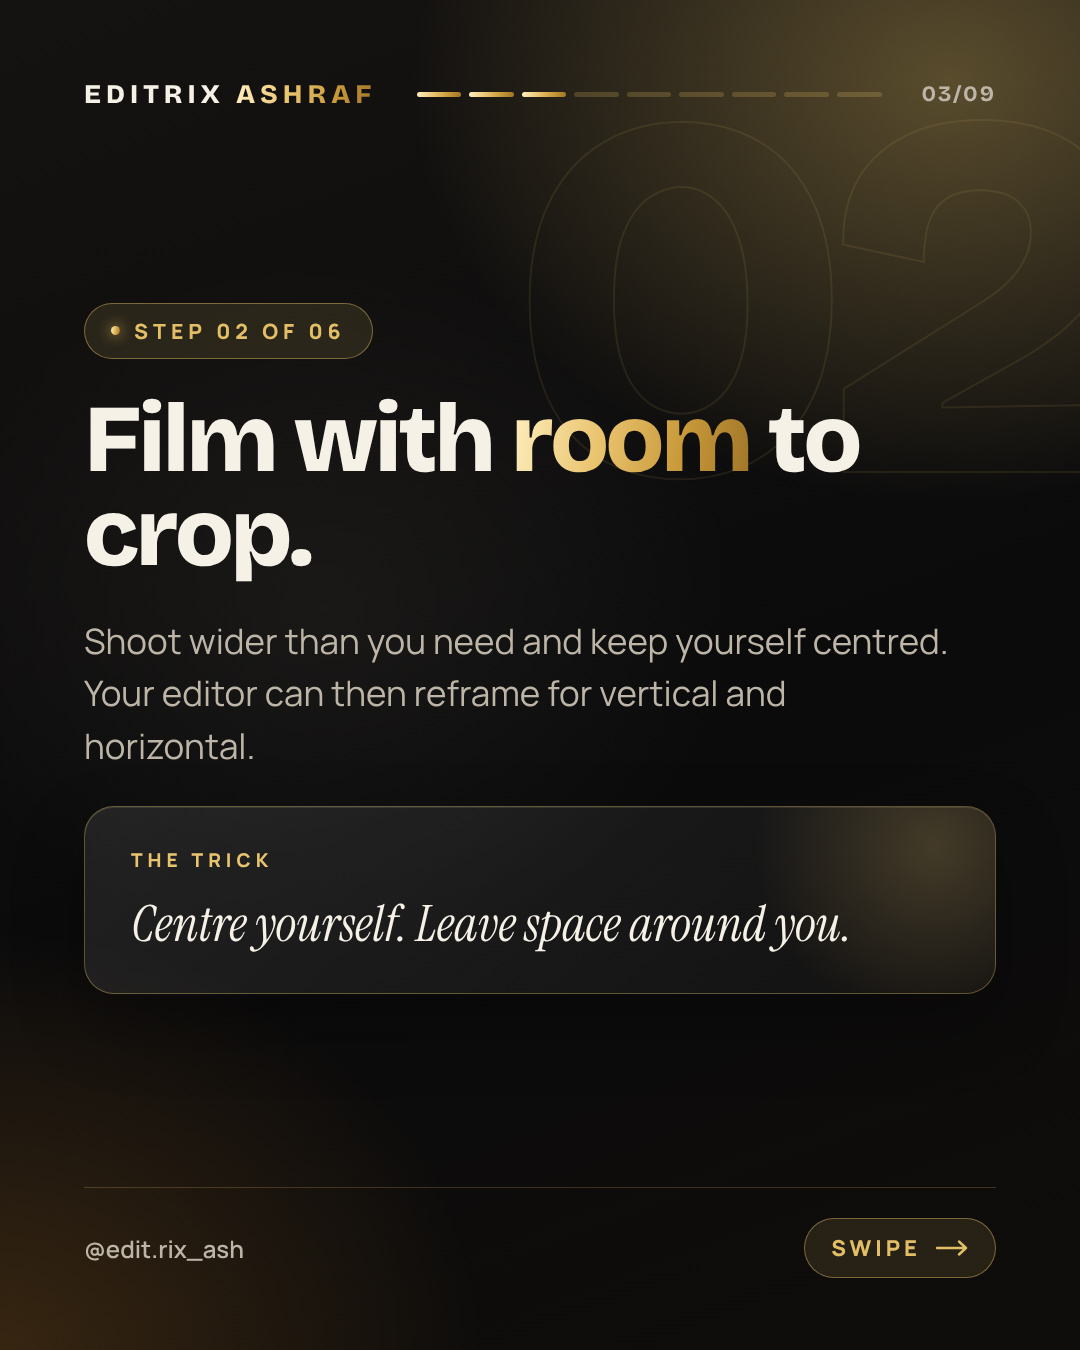 EDITRIX ASHRAF 03/09
02
STEP 02 OF 06
Film with room to
crop.
Shoot wider than you need and keep yourself centred.
Your editor can then reframe for vertical and
horizontal.
THE TRICK
Centre yourself. Leave space around you.
@edit.rix_ash SWIPE →